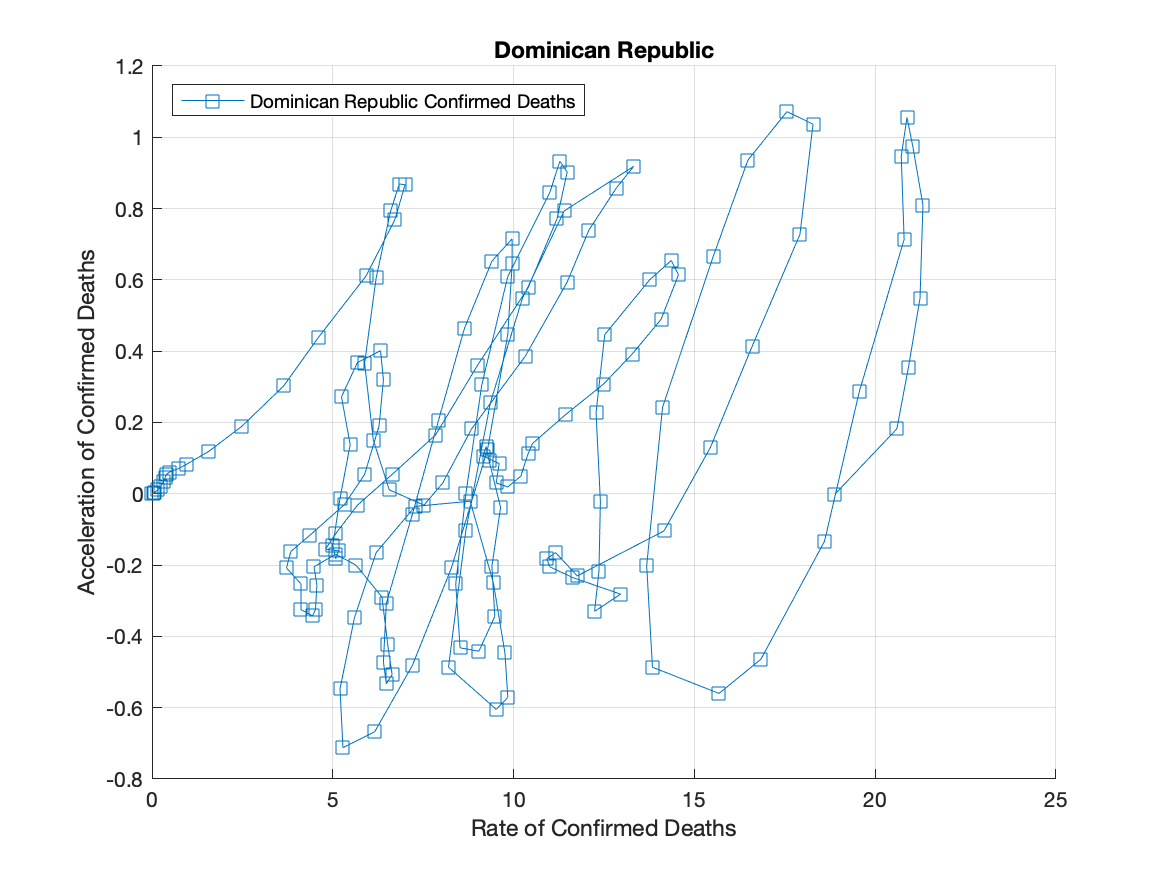 Dominican Republic
1.2
Dominican Republic Confirmed Deaths
1
0.8
0.6
0.4
0.2
0
-0.2
-0.4
-0.6
-0.8
Acceleration of Confirmed Deaths
0 5 10 15 20 25
Rate of Confirmed Deaths